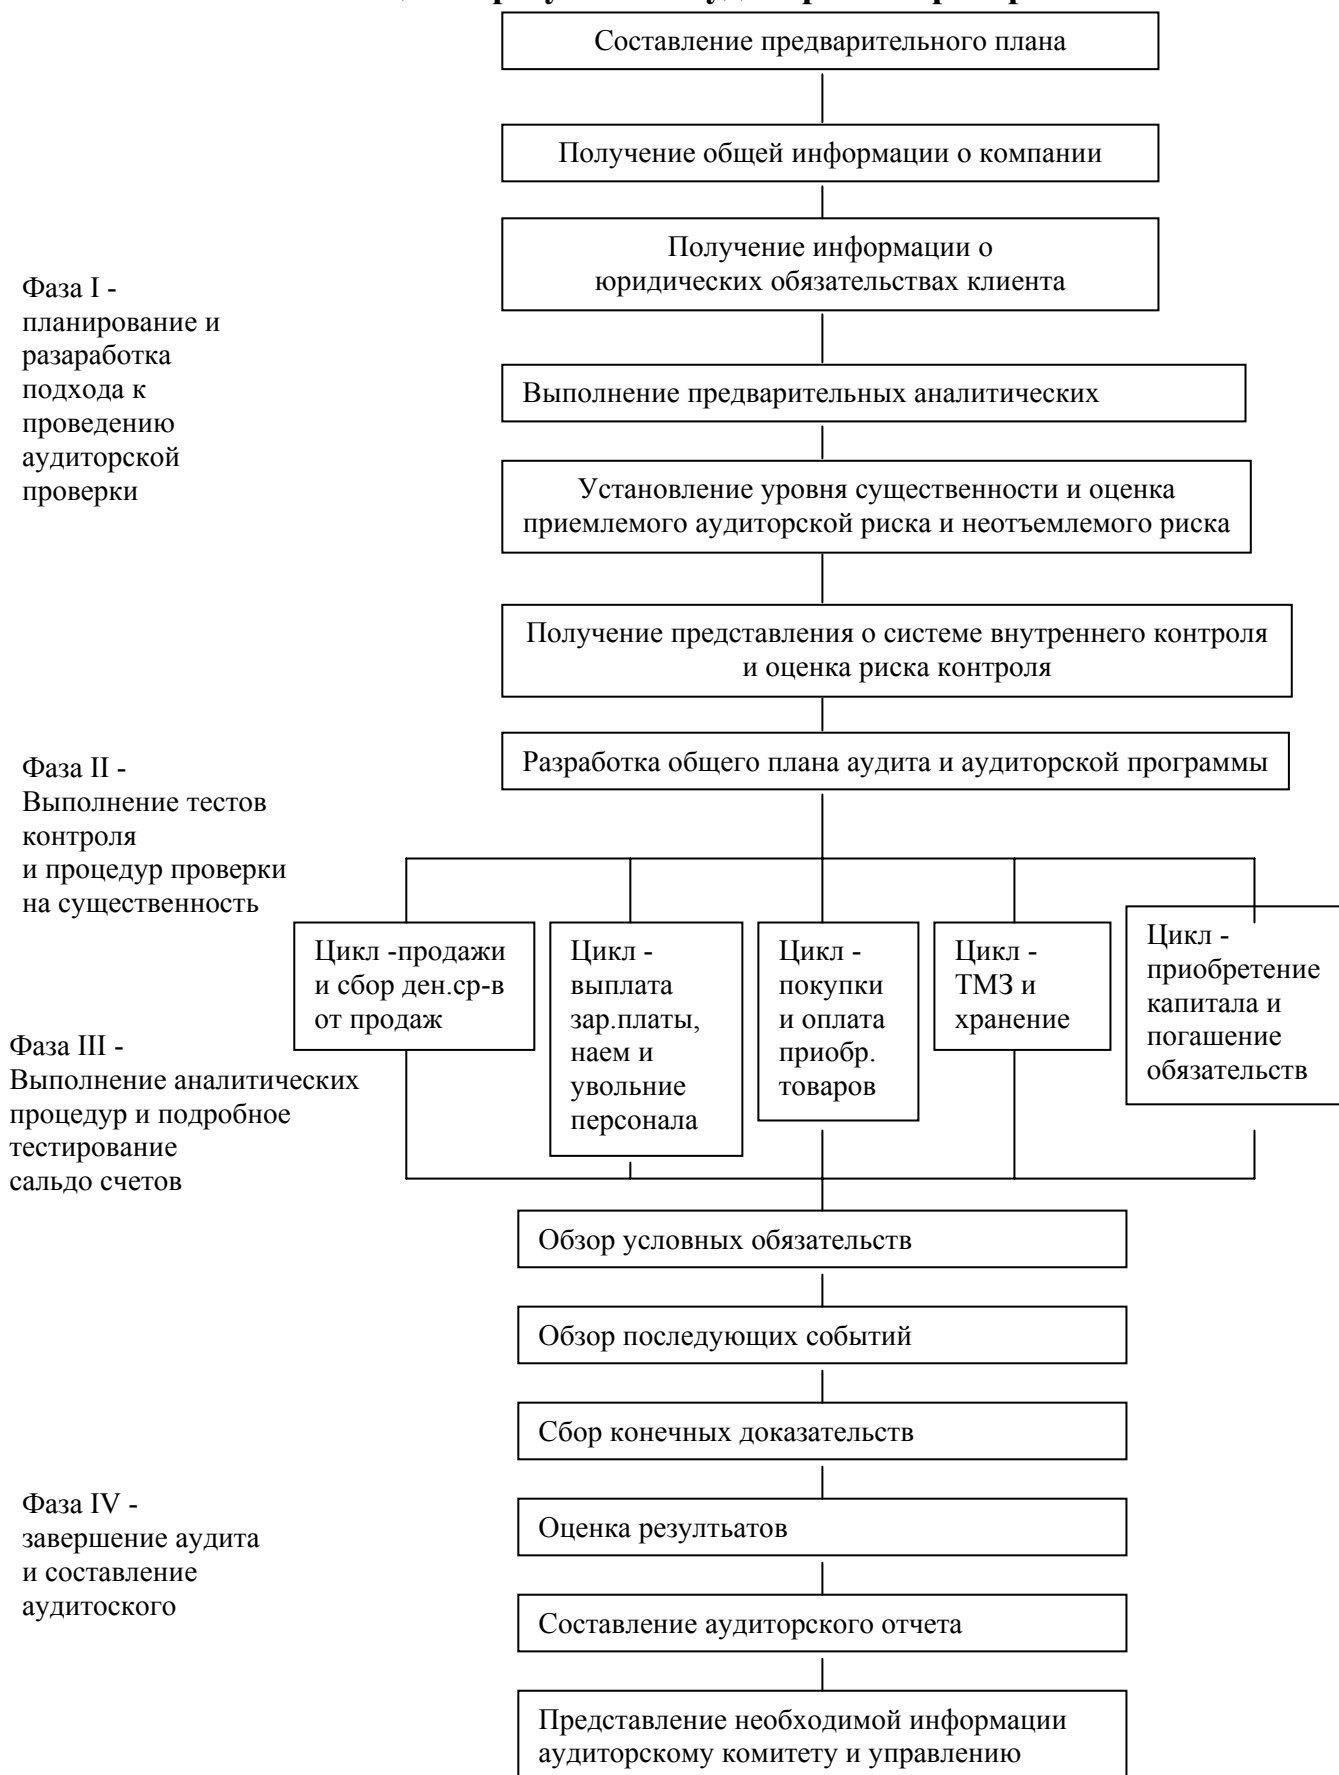 Составление предварительного плана
Получение общей информации о компании
Получение информации о
юридических обязательствах клиента
Фаза I -
планирование и
разаработка
подхода к
проведению
аудиторской
проверки
Выполнение предварительных аналитических
Установление уровня существенности и оценка
приемлемого аудиторской риска и неотъемлемого риска
Получение представления о системе внутреннего контроля
и оценка риска контроля
Разработка общего плана аудита и аудиторской программы
Фаза II -
Выполнение тестов
контроля
и процедур проверки
на существенность
Цикл -продажи
и сбор ден.ср-в
от продаж
Цикл -
выплата
зар.платы,
наем и
увольние
персонала
Цикл -
покупки
и оплата
приобр.
товаров
Цикл -
ТМЗ и
хранение
Цикл -
приобретение
капитала и
погашение
обязательств
Фаза III -
Выполнение аналитических
процедур и подробное
тестирование
сальдо счетов
Обзор условных обязательств
Обзор последующих событий
Сбор конечных доказательств
Фаза IV -
завершение аудита
и составление
аудитоского
Оценка резултьатов
Составление аудиторского отчета
Представление необходимой информации
аудиторскому комитету и управлению